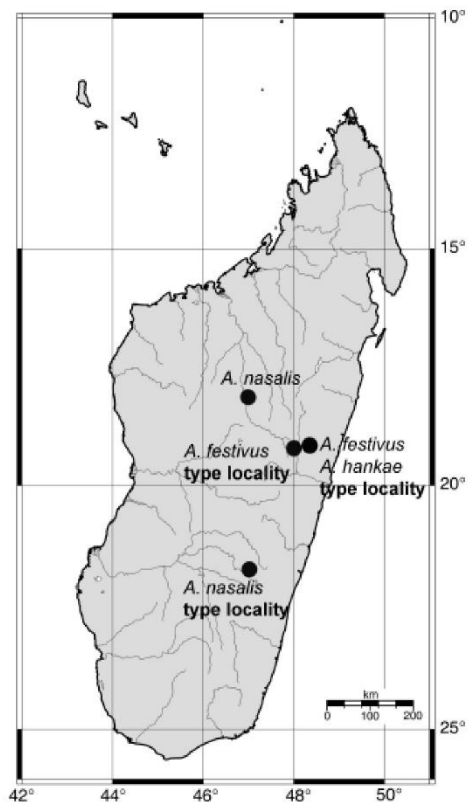 10°
15°
A. nasalis
A. festivus
type locality
A. festivus
A. hankae
type locality
20°
A. nasalis
type locality
km
0 100 200
25°
42° 44° 46° 48° 50°